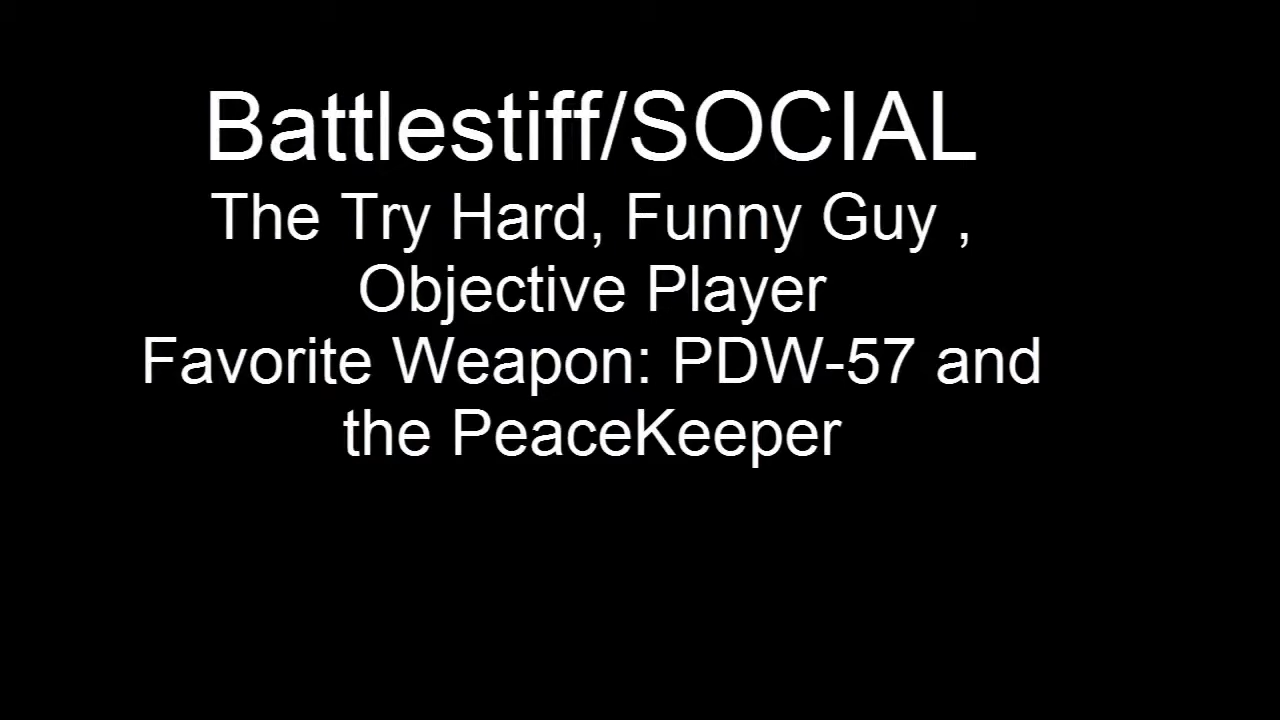 Battlestiff/SOCIAL
The Try Hard, Funny Guy ,
Objective Player
Favorite Weapon: PDW-57 and
the PeaceKeeper